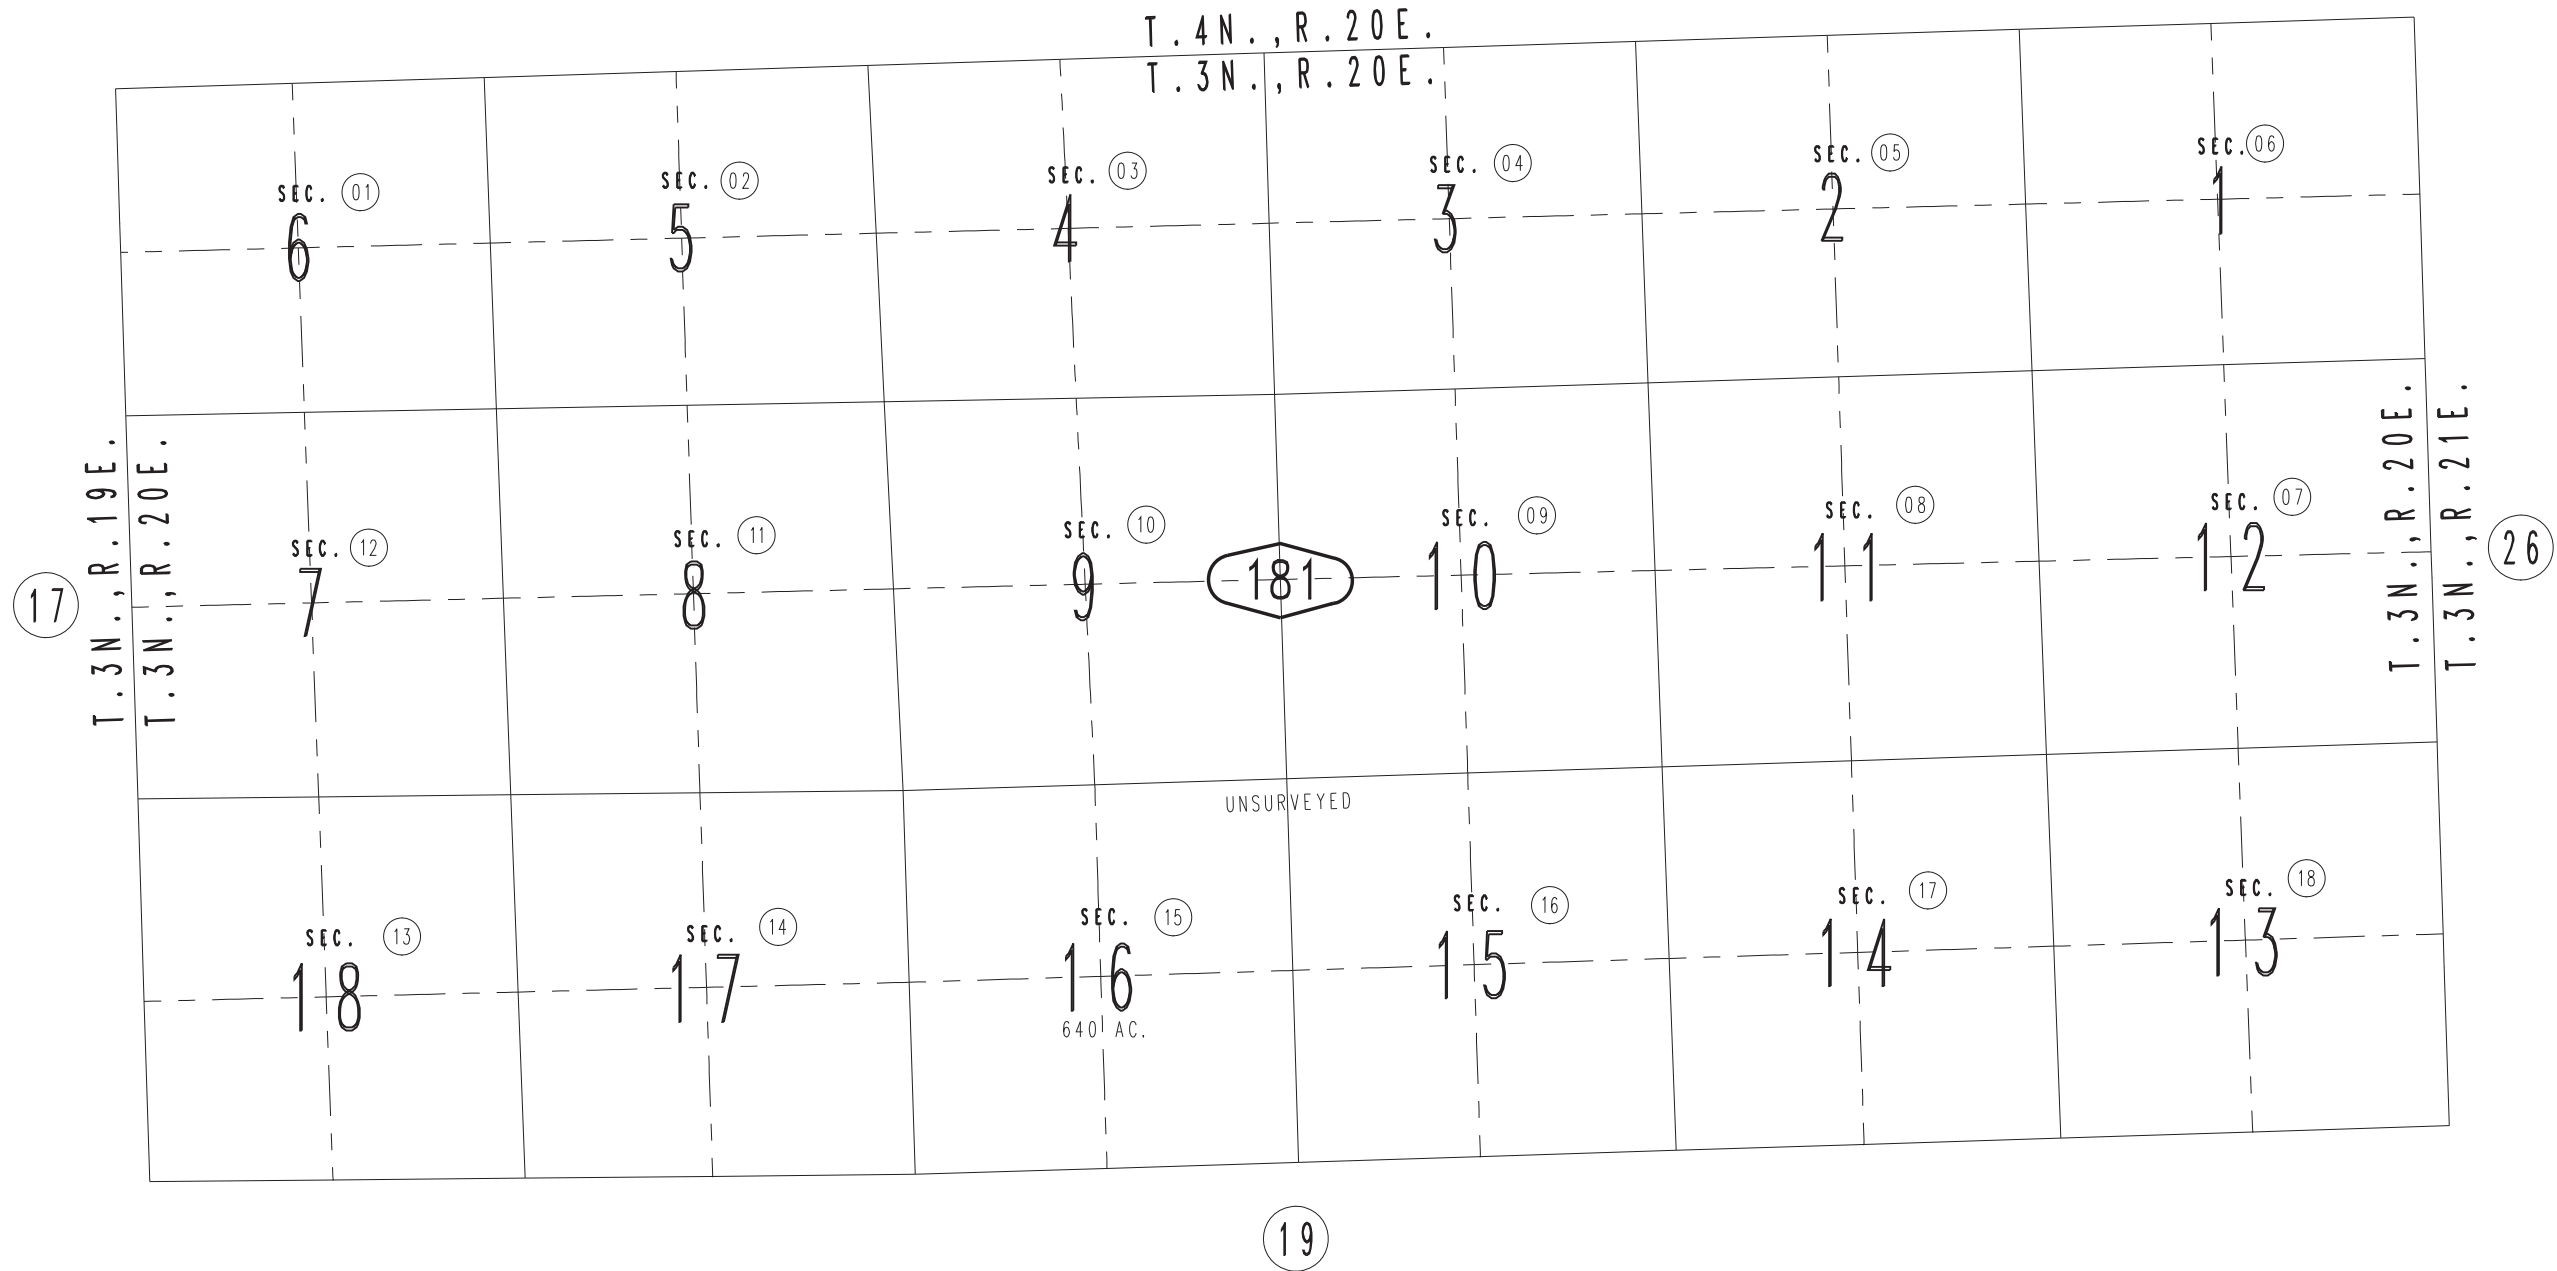 T.4N.,R.20E.
T.3N.,R.20E.
SEC. 01
6
SEC. 02
5
SEC. 03
4
SEC. 04
3
SEC. 05
2
SEC. 06
1
T.3N.,R.19E.
T.3N.,R.20E.
17
SEC. 12
7
SEC. 11
8
SEC. 10
9
181
SEC. 09
10
SEC. 08
11
SEC. 07
12
T.3N.,R.20E.
T.3N.,R.21E.
26
UNSURVEYED
SEC. 13
18
SEC. 14
17
SEC. 15
16
640 AC.
SEC. 16
15
SEC. 17
14
SEC. 18
13
19